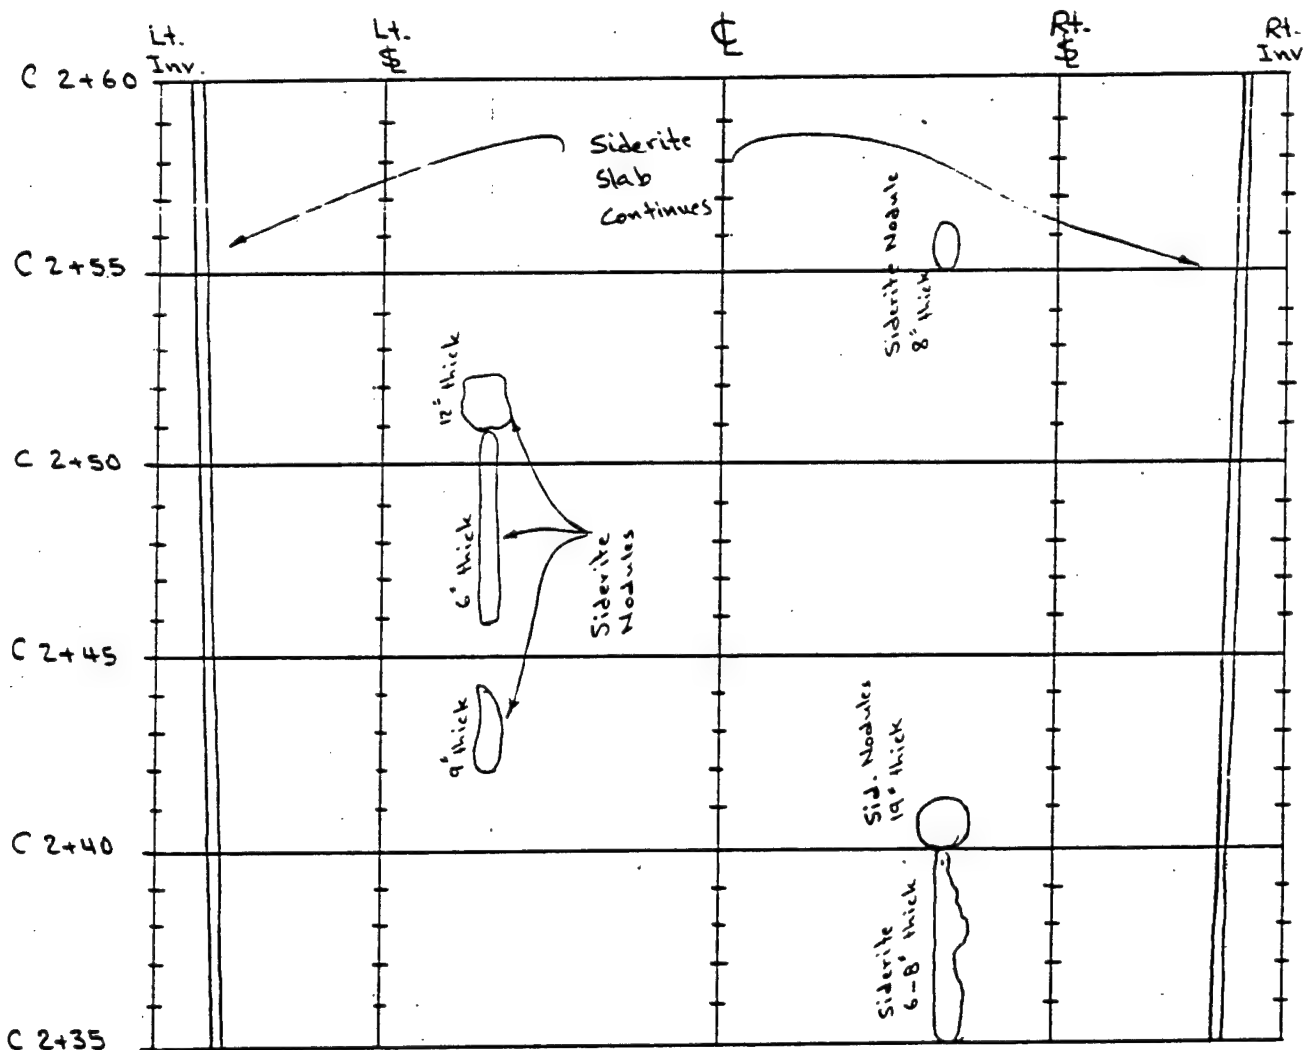 Lt.
Inv.
Lt.
℄
Rt.
Rt.
Inv
C 2+60
Siderite
Slab
Continues
Siderite Nodule
8" thick
C 2+55
12" thick
C 2+50
6" thick
Siderite
Nodules
C 2+45
9" thick
Sid. Nodules
19" thick
C 2+40
Siderite
6-8" thick
C 2+35